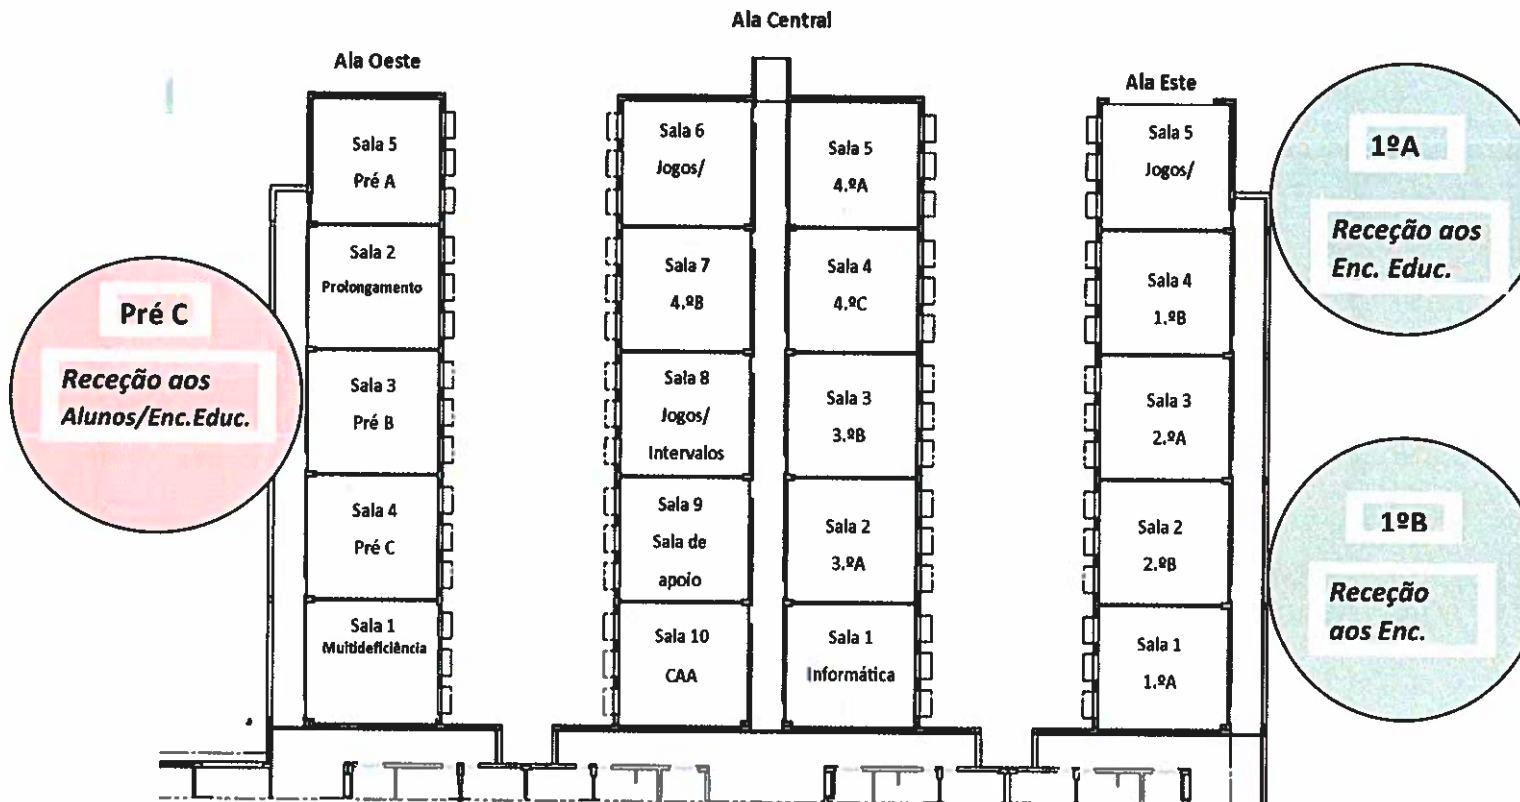 Ala Central
Ala Oeste
Ala Este
Sala 5
Pré A
Sala 2
Prolongamento
Sala 3
Pré B
Sala 4
Pré C
Sala 1
Multideficiência
Sala 6
Jogos/
Sala 7
4.ºB
Sala 8
Jogos/
Intervalos
Sala 9
Sala de
apoio
Sala 10
CAA
Sala 5
4.ºA
Sala 4
4.ºC
Sala 3
3.ºB
Sala 2
3.ºA
Sala 1
Informática
Sala 5
Jogos/
Sala 4
1.ºB
Sala 3
2.ºA
Sala 2
2.ºB
Sala 1
1.ºA
Pré C
Receção aos
Alunos/Enc.Educ.
1ºA
Receção aos
Enc. Educ.
1ºB
Receção
aos Enc.